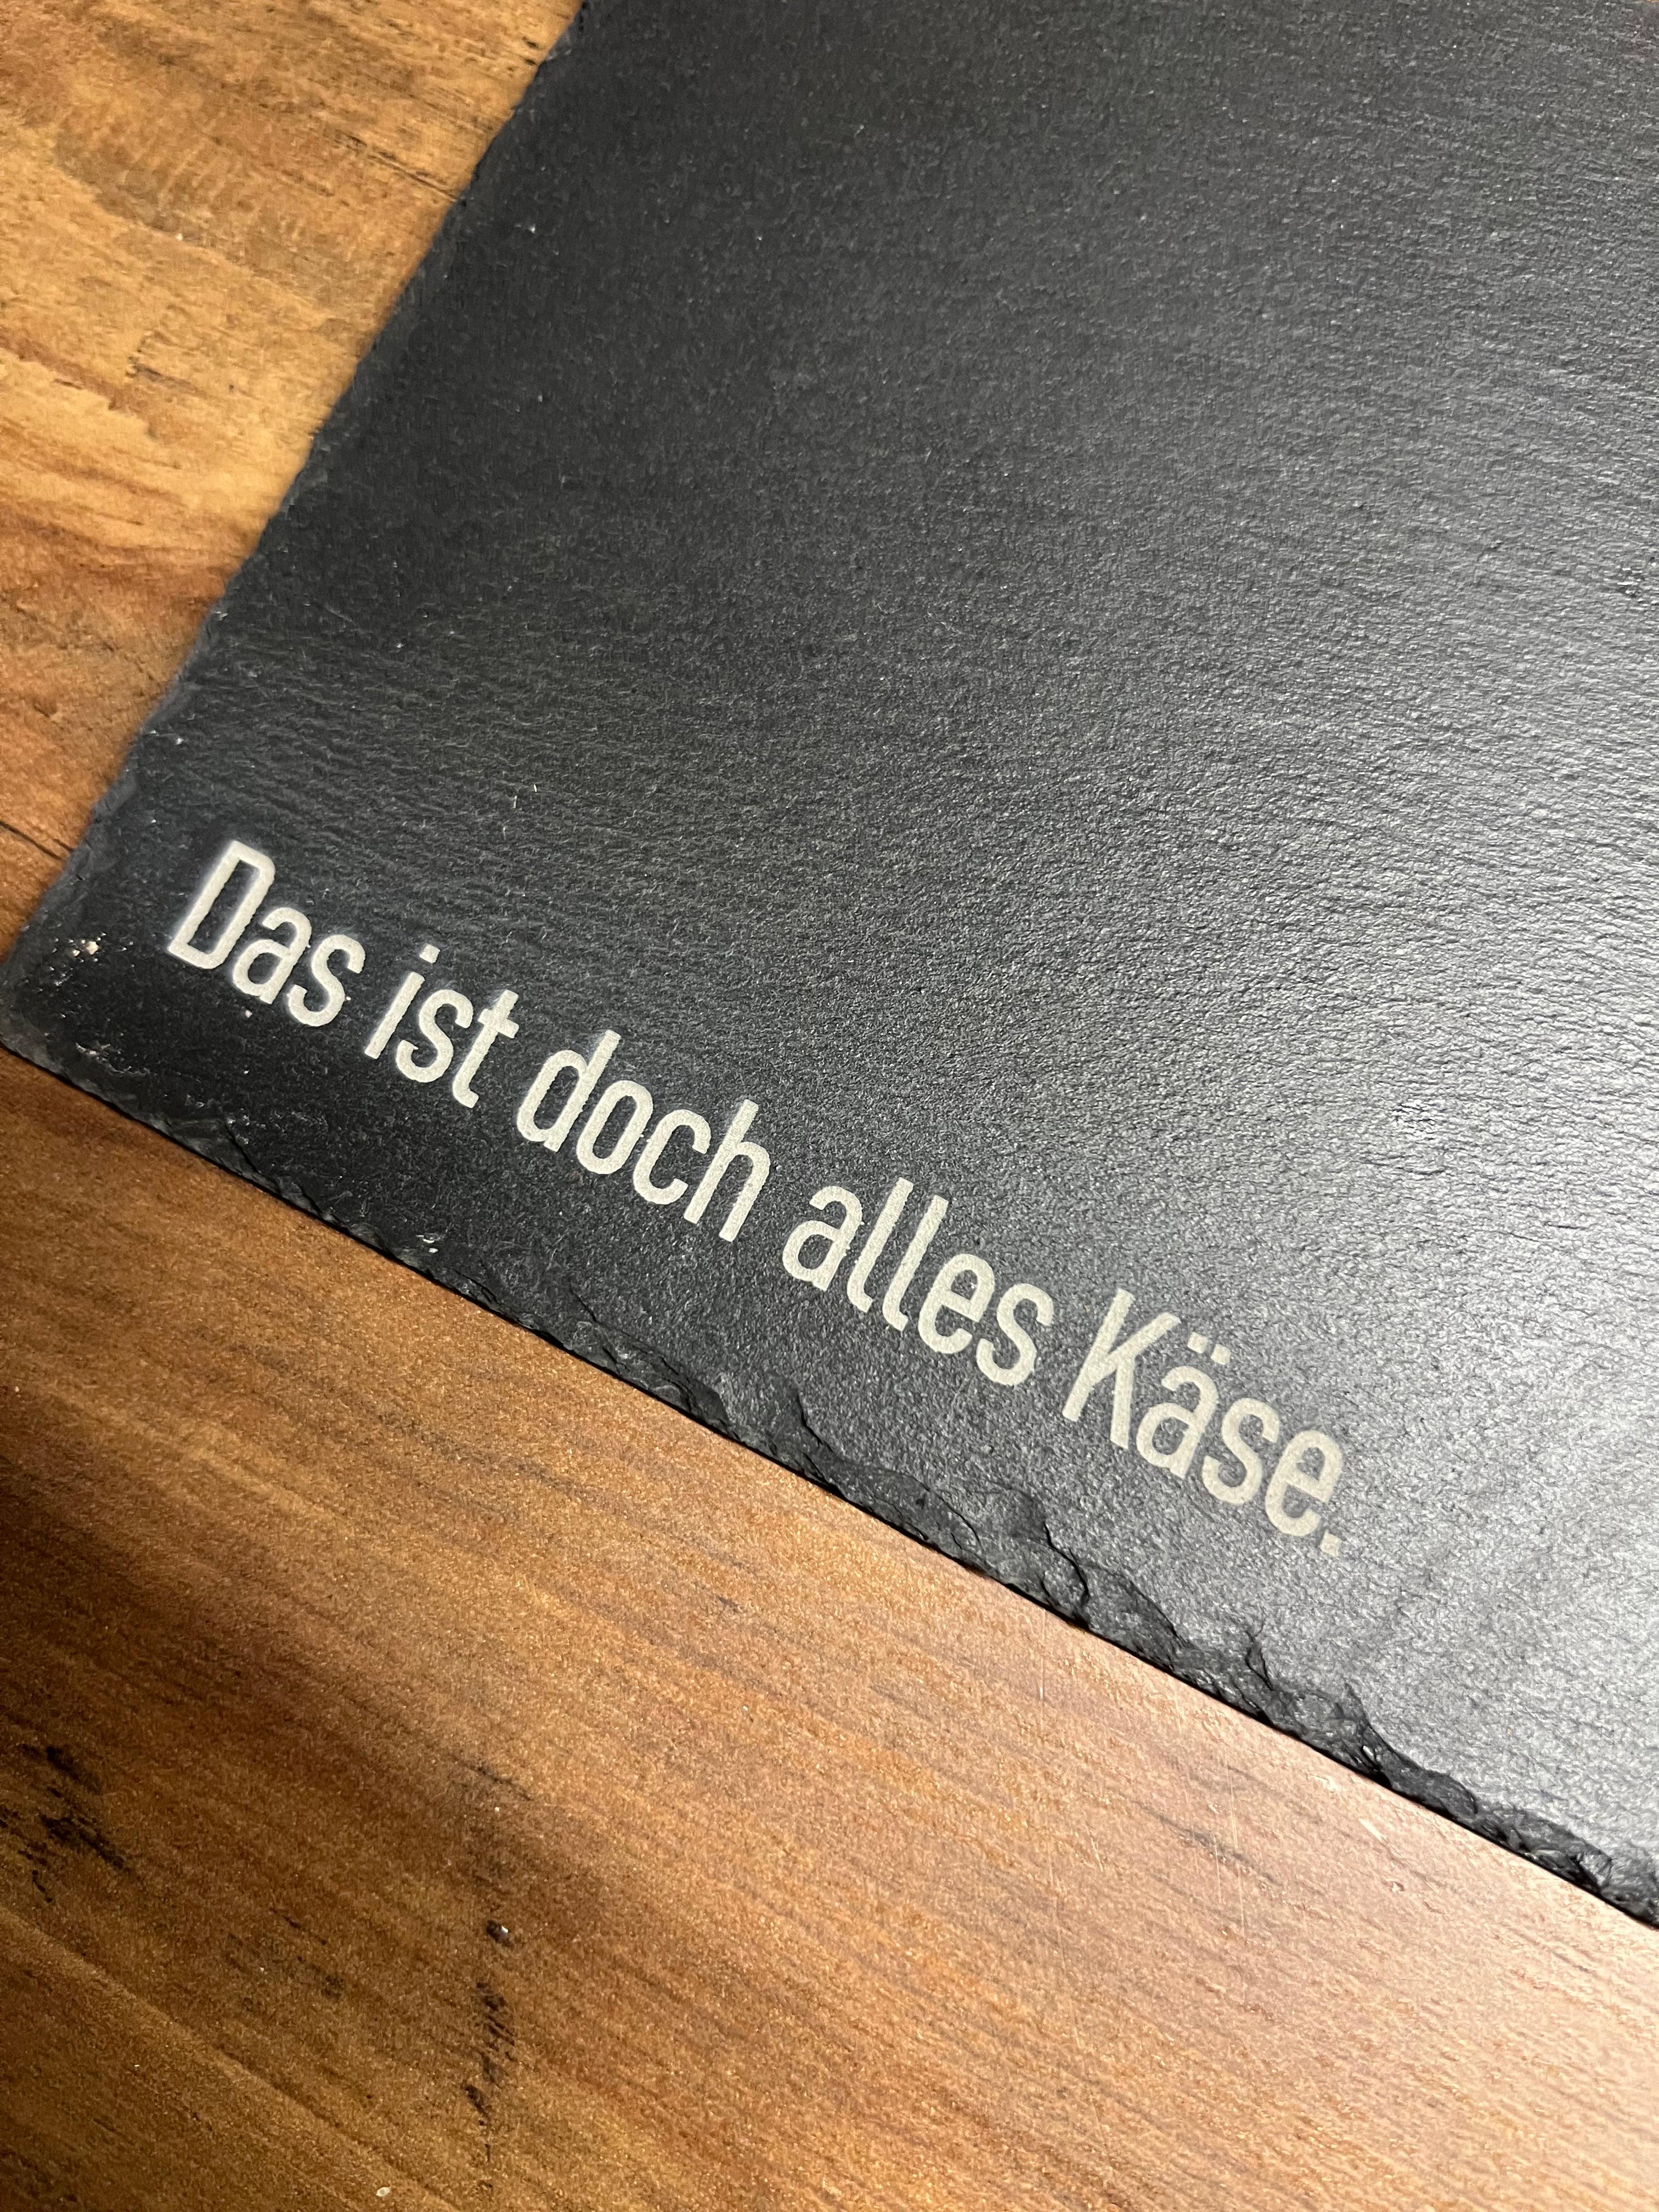 Das ist doch alles Käse.